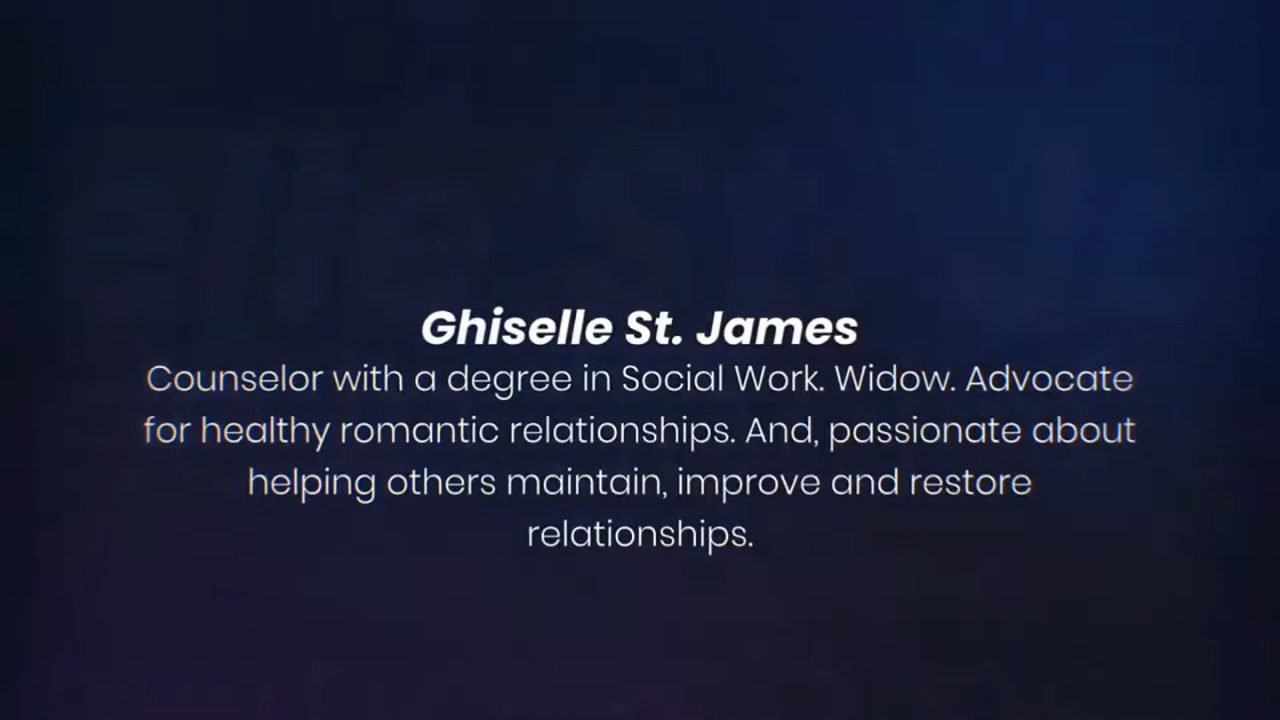 Ghiselle St. James
Counselor with a degree in Social Work. Widow. Advocate
for healthy romantic relationships. And, passionate about
helping others maintain, improve and restore
relationships.